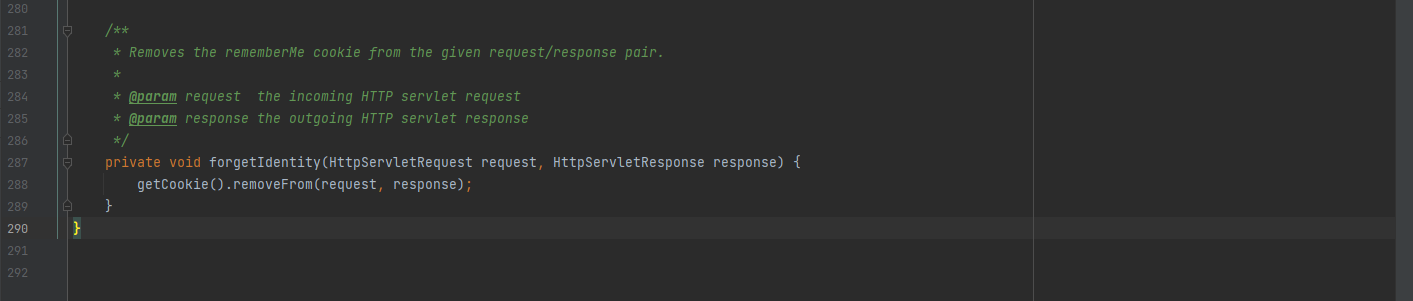 280
281     /**
282      * Removes the rememberMe cookie from the given request/response pair.
283      *
284      * @param request  the incoming HTTP servlet request
285      * @param response the outgoing HTTP servlet response
286      */
287     private void forgetIdentity(HttpServletRequest request, HttpServletResponse response) {
288         getCookie().removeFrom(request, response);
289     }
290 }
291
292